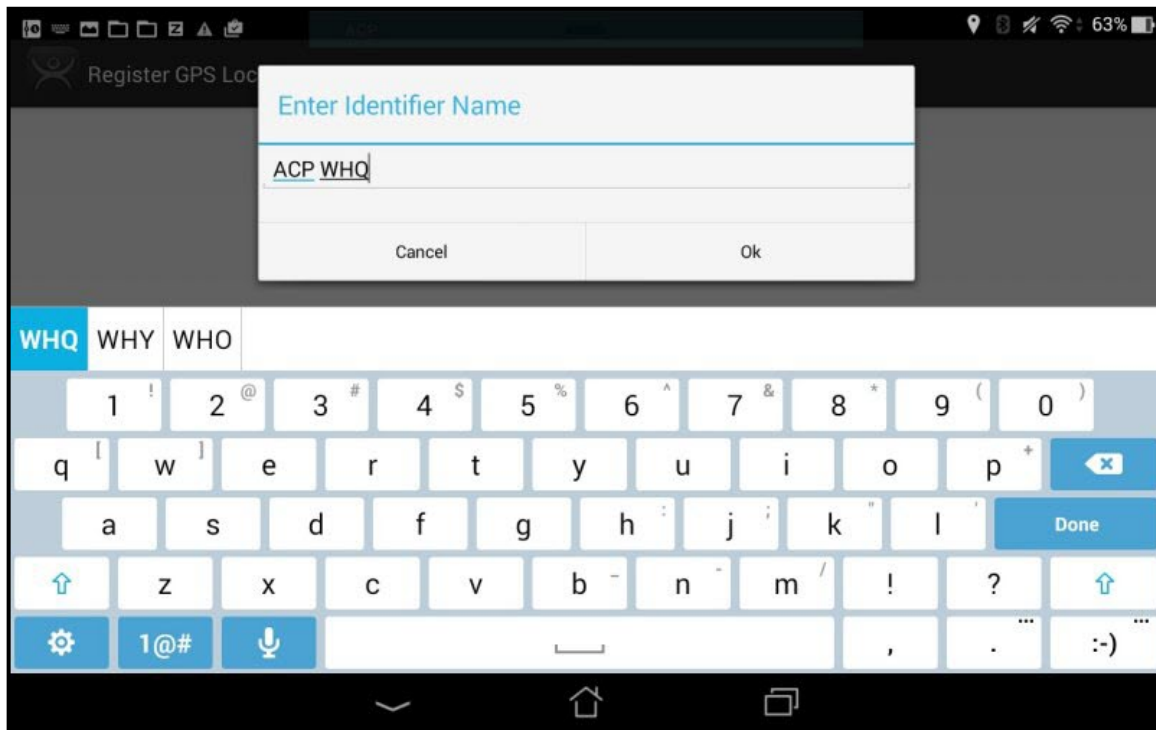 ACP
63%
Register GPS Loc
Enter Identifier Name
ACP WHQ
Cancel Ok
WHQ WHY WHO
1 ! 2 @ 3 # 4 $ 5 % 6 ^ 7 & 8 * 9 ( 0 )
q [ w ] e r t y u i o p +
a s d f g h : j ; k " l ' Done
z x c v b _ n - m / ! ?
1@# , . ... :-) ...